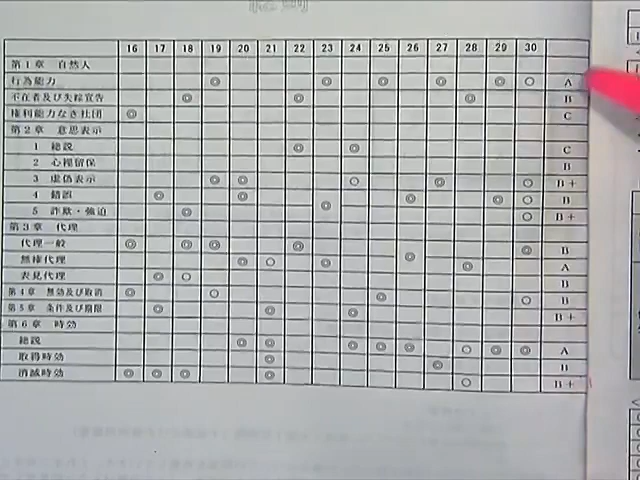 16 17 18 19 20 21 22 23 24 25 26 27 28 29 30
第1章 自然人
行為能力 ◎ ◎ ◎ ◎ ◎ ○ A
不在者及び失踪宣告 ◎ ◎ ◎ B
権利能力なき社団 ◎ C
第2章 意思表示
1 総説 ◎ ◎ C
2 心裡留保 B
3 虚偽表示 ◎ ◎ ○ ◎ ○ B+
4 錯誤 ◎ ◎ ◎ ◎ ○ B
5 詐欺・強迫 ◎ ◎ ○ B+
第3章 代理
代理一般 ◎ ◎ ◎ ◎ ◎ B
無権代理 ◎ ○ ◎ ◎ ◎ A
表見代理 ◎ ○ B
第4章 無効及び取消 ◎ ○ ◎ ○ B
第5章 条件及び期限 ◎ ◎ ◎ B+
第6章 時効
総説 ◎ ◎ ◎ ◎ ◎ ○ ◎ ◎ A
取得時効 ◎ ◎ B
消滅時効 ◎ ◎ ◎ ◎ ○ B+